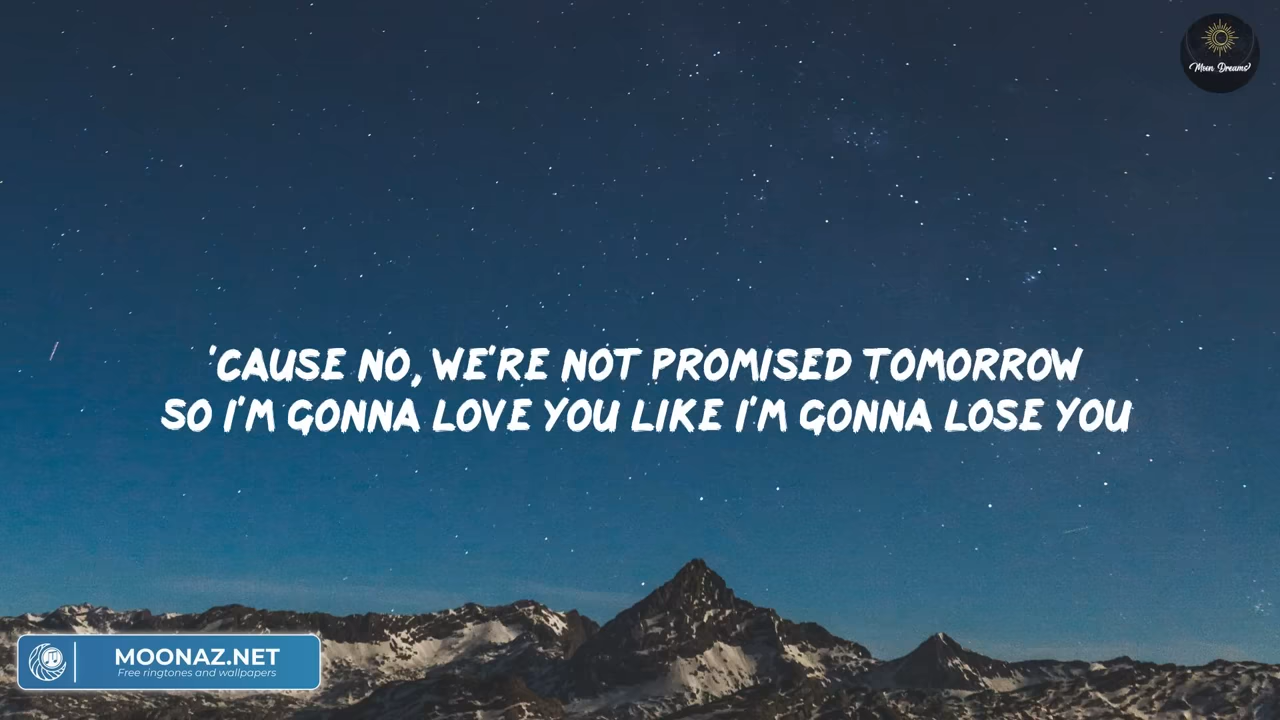 Moon Dreams
'CAUSE NO, WE'RE NOT PROMISED TOMORROW
SO I'M GONNA LOVE YOU LIKE I'M GONNA LOSE YOU
MOONAZ.NET
Free ringtones and wallpapers